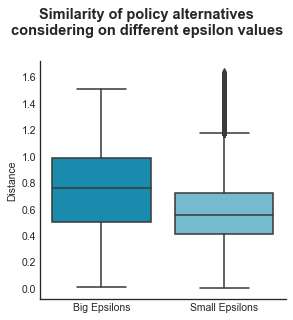 Similarity of policy alternatives
considering on different epsilon values
1.6
1.4
1.2
1.0
0.8
0.6
0.4
0.2
0.0
Distance
Big Epsilons
Small Epsilons